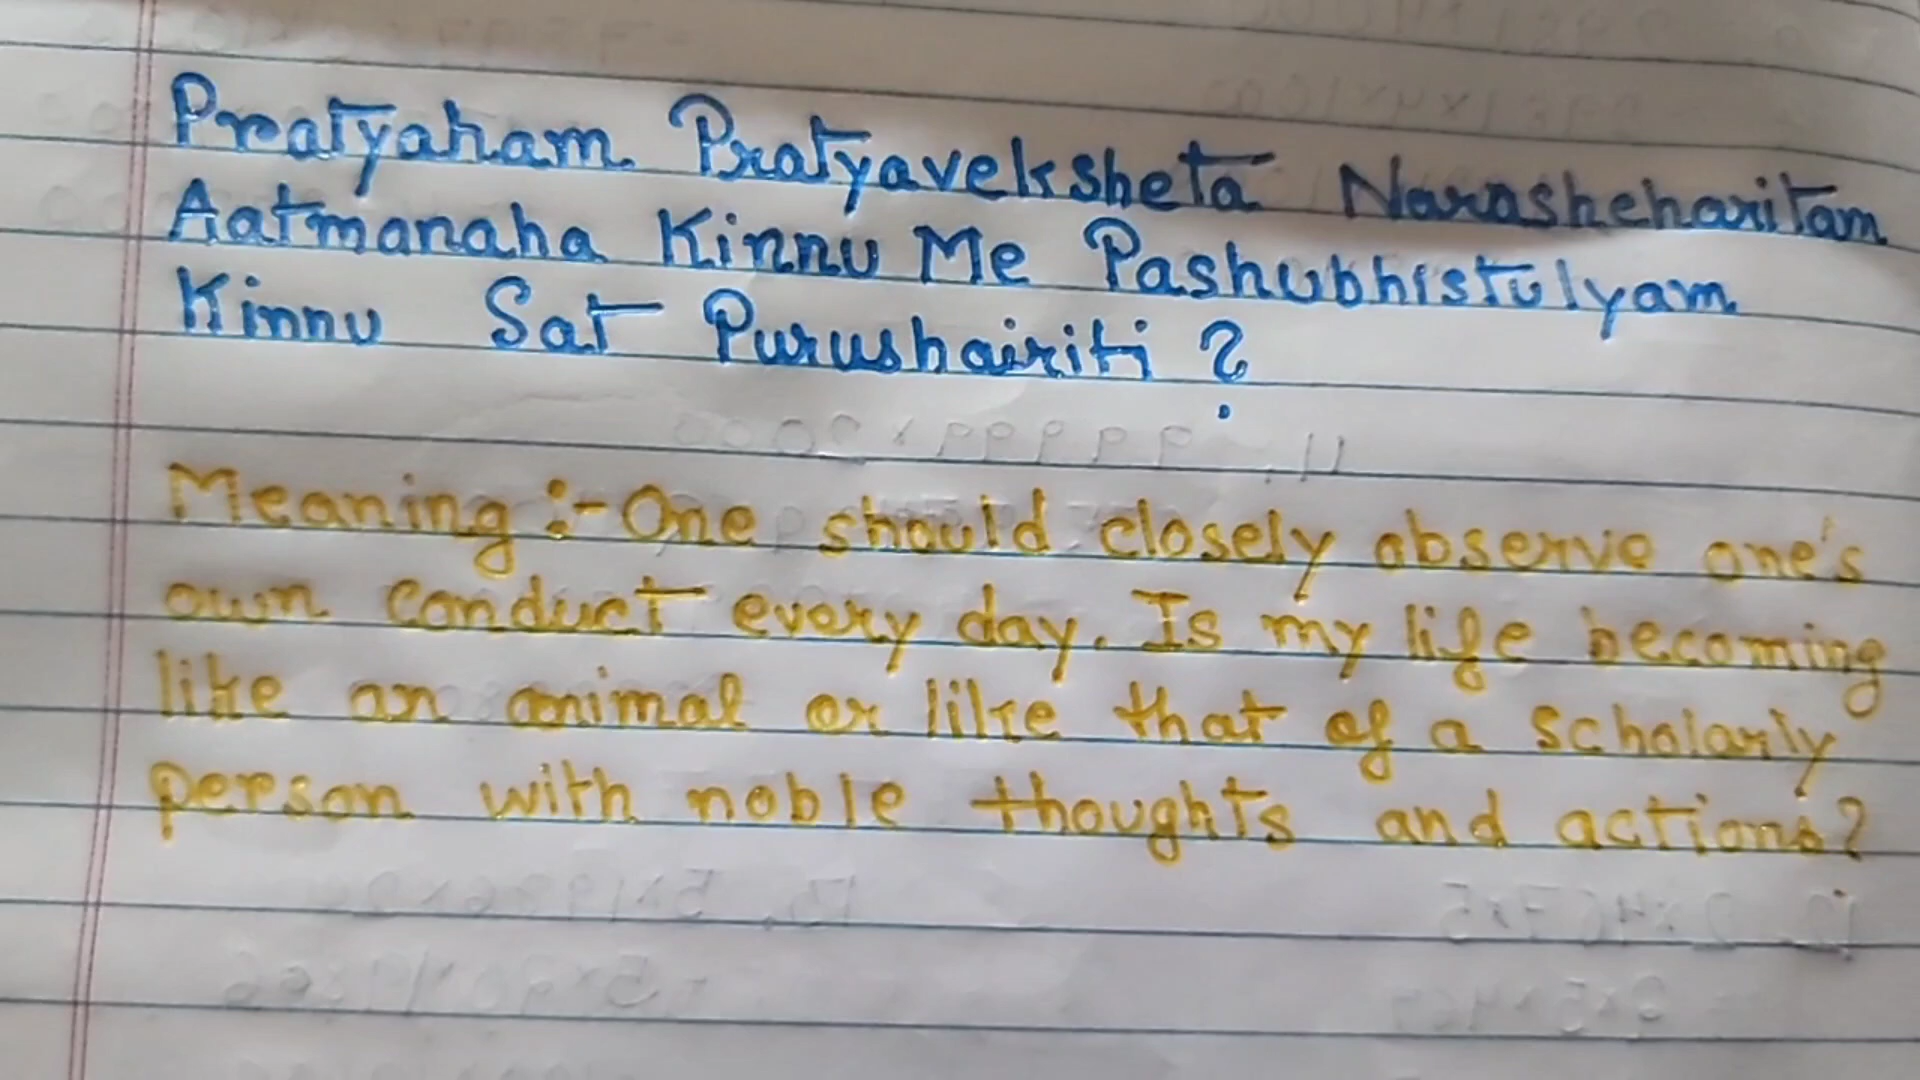 Pratyaham Pratyaveksheta Narasheharitam
Aatmanaha Kinnu Me Pashubhistulyam
Kinnu Sat Purushairiti ?
Meaning :- One should closely observe one's
own conduct every day. Is my life becoming
like an animal or like that of a scholarly
person with noble thoughts and actions?